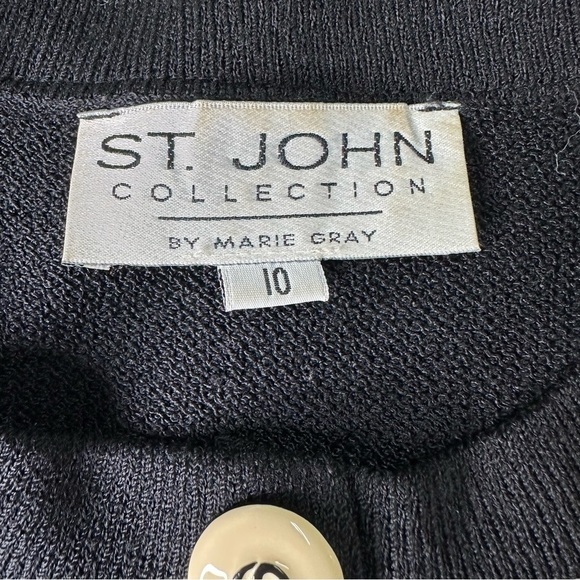 ST. JOHN
COLLECTION
BY MARIE GRAY
10